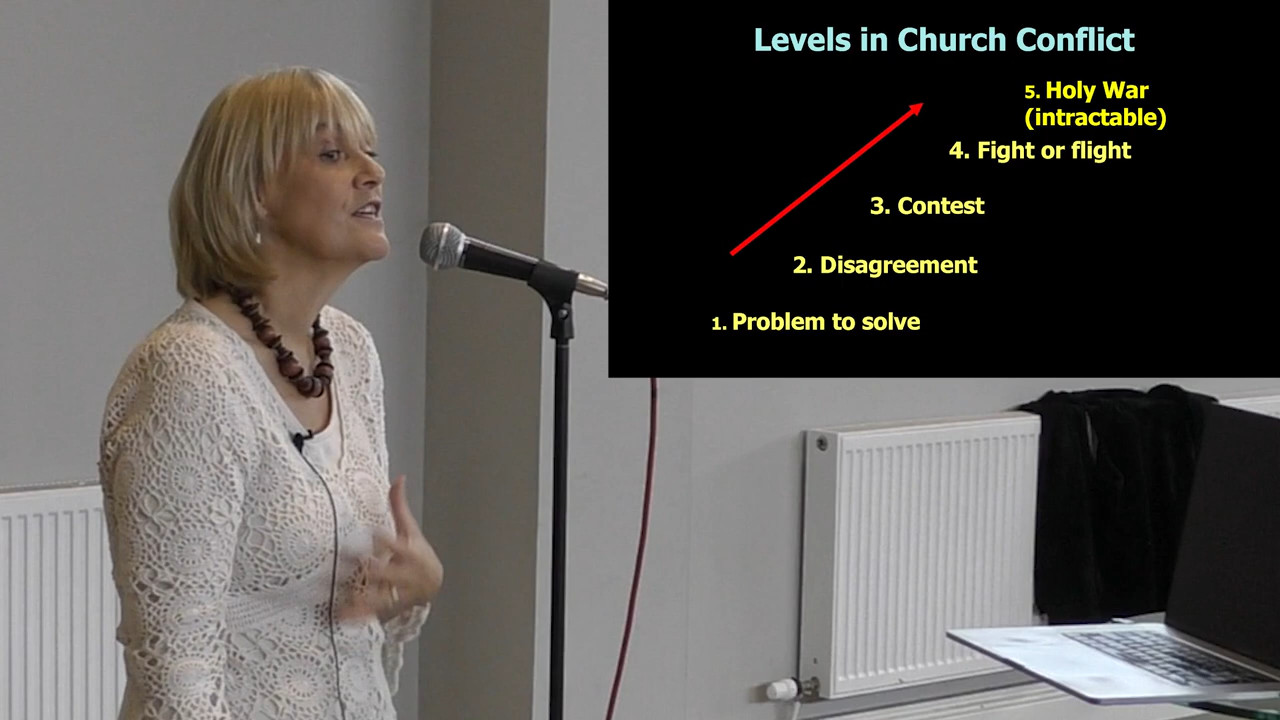 Levels in Church Conflict
5. Holy War
(intractable)
4. Fight or flight
3. Contest
2. Disagreement
1. Problem to solve